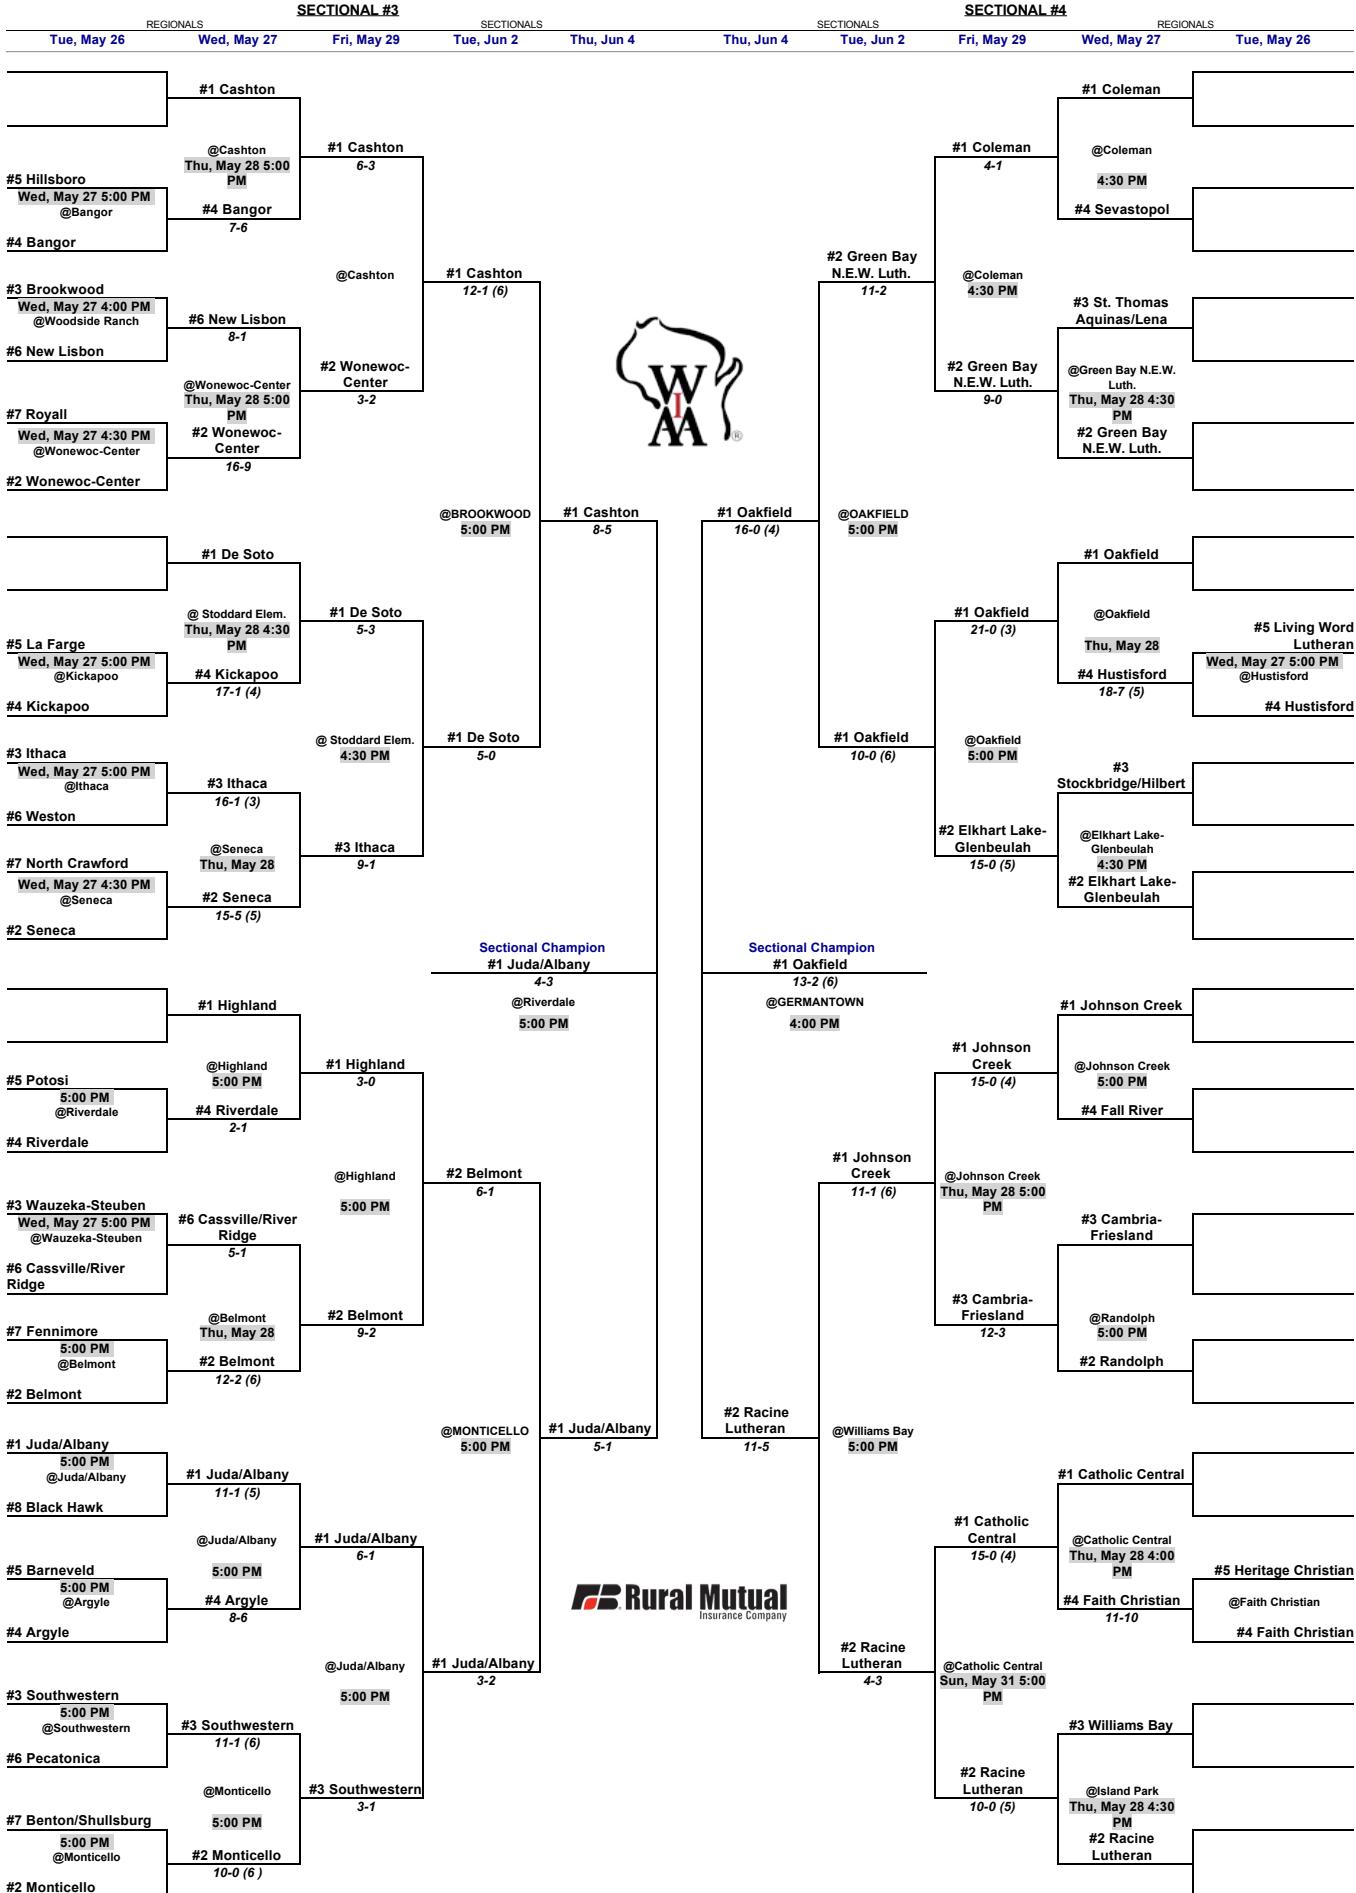 SECTIONAL #3
SECTIONAL #4
REGIONALS
SECTIONALS
SECTIONALS
REGIONALS
Tue, May 26
Wed, May 27
Fri, May 29
Tue, Jun 2
Thu, Jun 4
Thu, Jun 4
Tue, Jun 2
Fri, May 29
Wed, May 27
Tue, May 26
#5 Hillsboro
Wed, May 27 5:00 PM
@Bangor
#4 Bangor
#3 Brookwood
Wed, May 27 4:00 PM
@Woodside Ranch
#6 New Lisbon
#7 Royall
Wed, May 27 4:30 PM
@Wonewoc-Center
#2 Wonewoc-Center
#5 La Farge
Wed, May 27 5:00 PM
@Kickapoo
#4 Kickapoo
#3 Ithaca
Wed, May 27 5:00 PM
@Ithaca
#6 Weston
#7 North Crawford
Wed, May 27 4:30 PM
@Seneca
#2 Seneca
#5 Potosi
5:00 PM
@Riverdale
#4 Riverdale
#3 Wauzeka-Steuben
Wed, May 27 5:00 PM
@Wauzeka-Steuben
#6 Cassville/River
Ridge
#7 Fennimore
5:00 PM
@Belmont
#2 Belmont
#1 Juda/Albany
5:00 PM
@Juda/Albany
#8 Black Hawk
#5 Barneveld
5:00 PM
@Argyle
#4 Argyle
#3 Southwestern
5:00 PM
@Southwestern
#6 Pecatonica
#7 Benton/Shullsburg
5:00 PM
@Monticello
#2 Monticello
#1 Cashton
@Cashton
Thu, May 28 5:00
PM
#4 Bangor
7-6
#6 New Lisbon
8-1
@Wonewoc-Center
Thu, May 28 5:00
PM
#2 Wonewoc-
Center
16-9
#1 De Soto
@ Stoddard Elem.
Thu, May 28 4:30
PM
#4 Kickapoo
17-1 (4)
#3 Ithaca
16-1 (3)
@Seneca
Thu, May 28
#2 Seneca
15-5 (5)
#1 Highland
@Highland
5:00 PM
#4 Riverdale
2-1
#6 Cassville/River
Ridge
5-1
@Belmont
Thu, May 28
#2 Belmont
12-2 (6)
#1 Juda/Albany
11-1 (5)
@Juda/Albany
5:00 PM
#4 Argyle
8-6
#3 Southwestern
11-1 (6)
@Monticello
5:00 PM
#2 Monticello
10-0 (6 )
#1 Cashton
6-3
@Cashton
#2 Wonewoc-
Center
3-2
#1 De Soto
5-3
@ Stoddard Elem.
4:30 PM
#3 Ithaca
9-1
#1 Highland
3-0
@Highland
5:00 PM
#2 Belmont
9-2
#1 Juda/Albany
6-1
@Juda/Albany
5:00 PM
#3 Southwestern
3-1
#1 Cashton
12-1 (6)
@BROOKWOOD
5:00 PM
#1 De Soto
5-0
#2 Belmont
6-1
@MONTICELLO
5:00 PM
#1 Juda/Albany
3-2
#1 Cashton
8-5
Sectional Champion
#1 Juda/Albany
4-3
@Riverdale
5:00 PM
#1 Juda/Albany
5-1
WIAA
®
Rural Mutual
Insurance Company
#1 Oakfield
16-0 (4)
Sectional Champion
#1 Oakfield
13-2 (6)
@GERMANTOWN
4:00 PM
#2 Racine
Lutheran
11-5
#2 Green Bay
N.E.W. Luth.
11-2
@OAKFIELD
5:00 PM
#1 Oakfield
10-0 (6)
#1 Johnson
Creek
11-1 (6)
@Williams Bay
5:00 PM
#2 Racine
Lutheran
4-3
#1 Coleman
4-1
@Coleman
4:30 PM
#2 Green Bay
N.E.W. Luth.
9-0
#1 Oakfield
21-0 (3)
@Oakfield
5:00 PM
#2 Elkhart Lake-
Glenbeulah
15-0 (5)
#1 Johnson
Creek
15-0 (4)
@Johnson Creek
Thu, May 28 5:00
PM
#3 Cambria-
Friesland
12-3
#1 Catholic
Central
15-0 (4)
@Catholic Central
Sun, May 31 5:00
PM
#2 Racine
Lutheran
10-0 (5)
#1 Coleman
@Coleman
4:30 PM
#4 Sevastopol
#3 St. Thomas
Aquinas/Lena
@Green Bay N.E.W.
Luth.
Thu, May 28 4:30
PM
#2 Green Bay
N.E.W. Luth.
#1 Oakfield
@Oakfield
Thu, May 28
#4 Hustisford
18-7 (5)
#3
Stockbridge/Hilbert
@Elkhart Lake-
Glenbeulah
4:30 PM
#2 Elkhart Lake-
Glenbeulah
#1 Johnson Creek
@Johnson Creek
5:00 PM
#4 Fall River
#3 Cambria-
Friesland
@Randolph
5:00 PM
#2 Randolph
#1 Catholic Central
@Catholic Central
Thu, May 28 4:00
PM
#4 Faith Christian
11-10
#3 Williams Bay
@Island Park
Thu, May 28 4:30
PM
#2 Racine
Lutheran
#5 Living Word
Lutheran
Wed, May 27 5:00 PM
@Hustisford
#4 Hustisford
#5 Heritage Christian
@Faith Christian
#4 Faith Christian